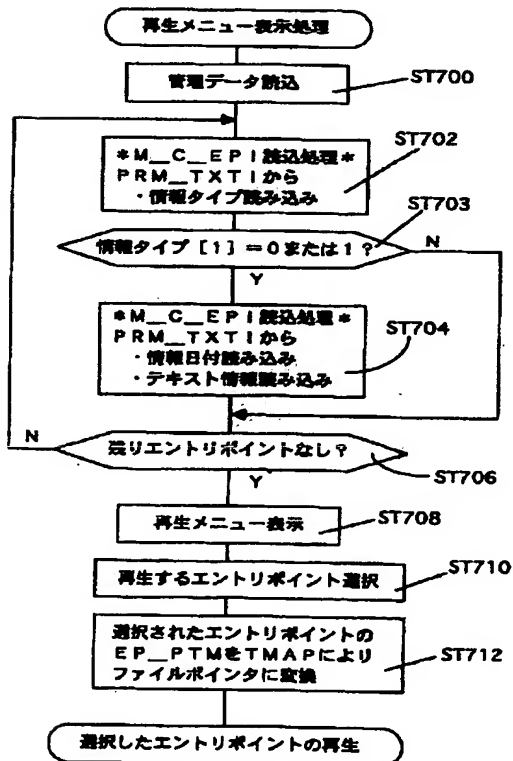 再生メニュー表示処理
管理データ読込
ST700
*M__C__EPI読込処理*
PRM__TXTIから
・情報タイプ読み込み
ST702
ST703
情報タイプ[1]=0または1?
N
Y
*M__C__EPI読込処理*
PRM__TXTIから
・情報日付読み込み
・テキスト情報読み込み
ST704
N
残りエントリポイントなし?
ST706
Y
再生メニュー表示
ST708
再生するエントリポイント選択
ST710
選択されたエントリポイントの
EP__PTMをTMAPにより
ファイルポインタに変換
ST712
選択したエントリポイントの再生